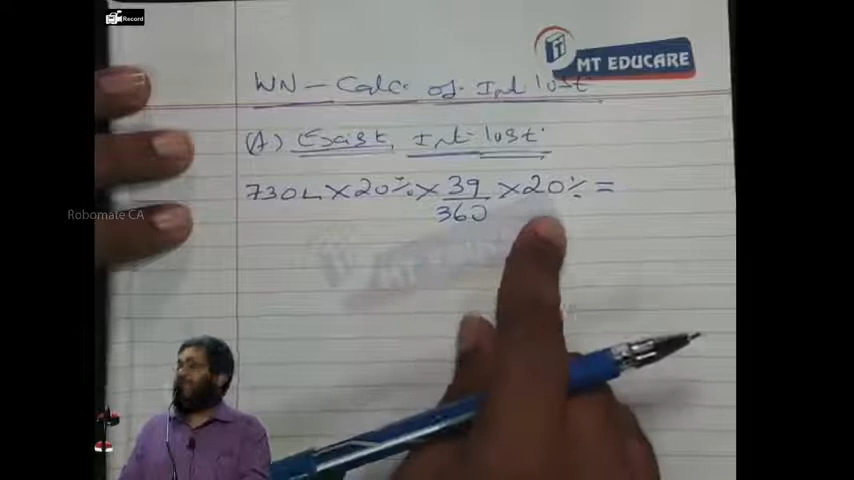 Record
MT EDUCARE
WN - Calc. of Int lost
(A) Exist. Int-lost.
730L × 20% × 39/360 × 20% =
Robomate CA